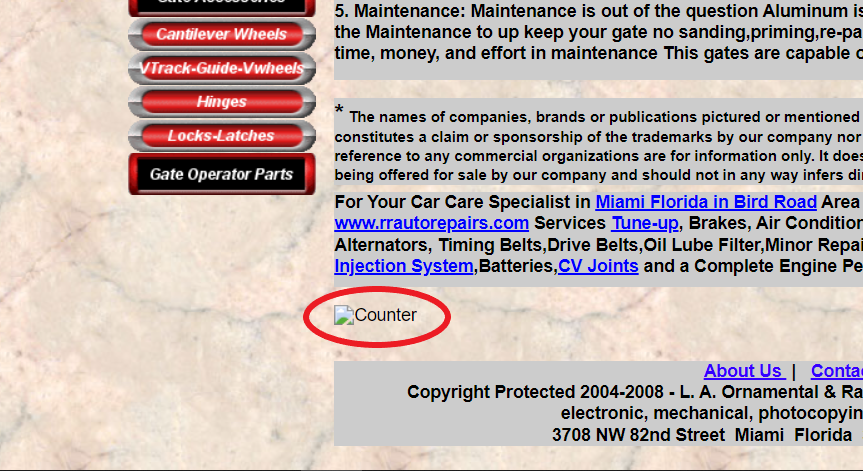 Gate Accessories
Cantilever Wheels
VTrack-Guide-Vwheels
Hinges
Locks-Latches
Gate Operator Parts
5. Maintenance: Maintenance is out of the question Aluminum is
the Maintenance to up keep your gate no sanding,priming,re-pa
time, money, and effort in maintenance This gates are capable o
* The names of companies, brands or publications pictured or mentioned
constitutes a claim or sponsorship of the trademarks by our company nor
reference to any commercial organizations are for information only. It does
being offered for sale by our company and should not in any way infers di
For Your Car Care Specialist in Miami Florida in Bird Road Area
www.rrautorepairs.com Services Tune-up, Brakes, Air Condition
Alternators, Timing Belts,Drive Belts,Oil Lube Filter,Minor Repai
Injection System,Batteries,CV Joints and a Complete Engine Pe
Counter
About Us | Conta
Copyright Protected 2004-2008 - L. A. Ornamental & Ra
electronic, mechanical, photocopyin
3708 NW 82nd Street Miami Florida